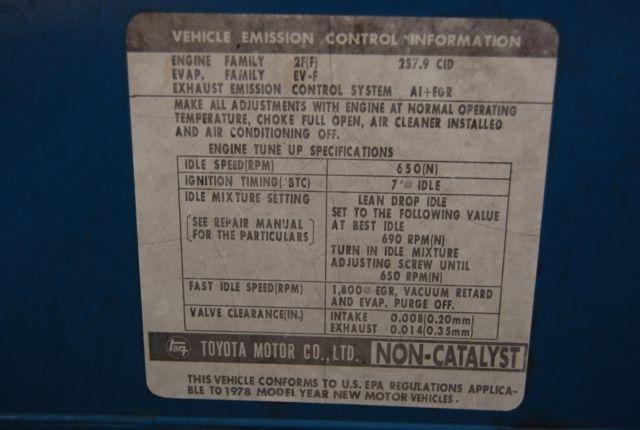 VEHICLE EMISSION CONTROL INFORMATION
ENGINE FAMILY 2F(F) 257.9 CID
EVAP. FAMILY EV-F
EXHAUST EMISSION CONTROL SYSTEM AI+EGR
MAKE ALL ADJUSTMENTS WITH ENGINE AT NORMAL OPERATING
TEMPERATURE, CHOKE FULL OPEN, AIR CLEANER INSTALLED
AND AIR CONDITIONING OFF.
ENGINE TUNE UP SPECIFICATIONS
IDLE SPEED(RPM) 650(N)
IGNITION TIMING(°BTC) 7°@ IDLE
IDLE MIXTURE SETTING LEAN DROP IDLE
SET TO THE FOLLOWING VALUE
[SEE REPAIR MANUAL AT BEST IDLE
FOR THE PARTICULARS] 690 RPM(N)
TURN IN IDLE MIXTURE
ADJUSTING SCREW UNTIL
650 RPM(N)
FAST IDLE SPEED(RPM) 1,800@ EGR, VACUUM RETARD
AND EVAP. PURGE OFF.
VALVE CLEARANCE(IN.) INTAKE 0.008(0.20mm)
EXHAUST 0.014(0.35mm)
TEQ TOYOTA MOTOR CO., LTD. NON-CATALYST
THIS VEHICLE CONFORMS TO U.S. EPA REGULATIONS APPLICA-
BLE TO 1978 MODEL YEAR NEW MOTOR VEHICLES.